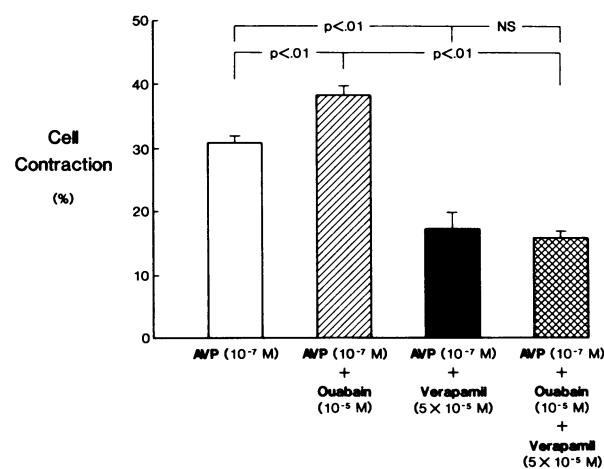 p<.01
NS
p<.01
p<.01
50
40
30
20
10
0
Cell
Contraction
(%)
AVP (10⁻⁷ M)
AVP (10⁻⁷ M)
+
Ouabain
(10⁻⁵ M)
AVP (10⁻⁷ M)
+
Verapamil
(5 × 10⁻⁵ M)
AVP (10⁻⁷ M)
+
Ouabain
(10⁻⁵ M)
+
Verapamil
(5 × 10⁻⁵ M)